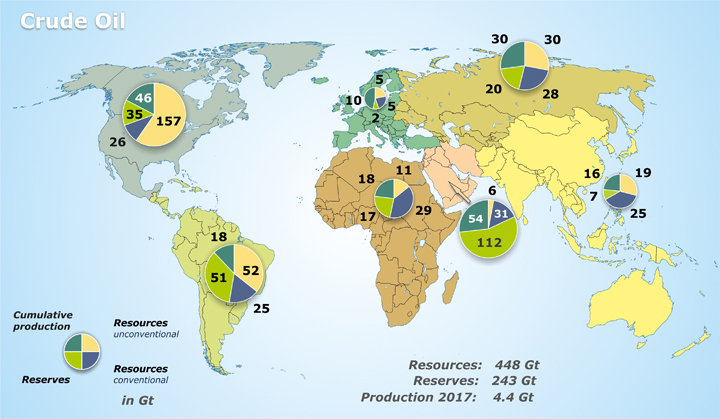 Crude Oil
30 30
20 28
5
10 5
2
46
35 157
26
18 11
17 29
6
54 31
112
16 19
7 25
18
51 52
25
Cumulative
production
Resources
unconventional
Reserves
Resources
conventional
in Gt
Resources: 448 Gt
Reserves: 243 Gt
Production 2017: 4.4 Gt